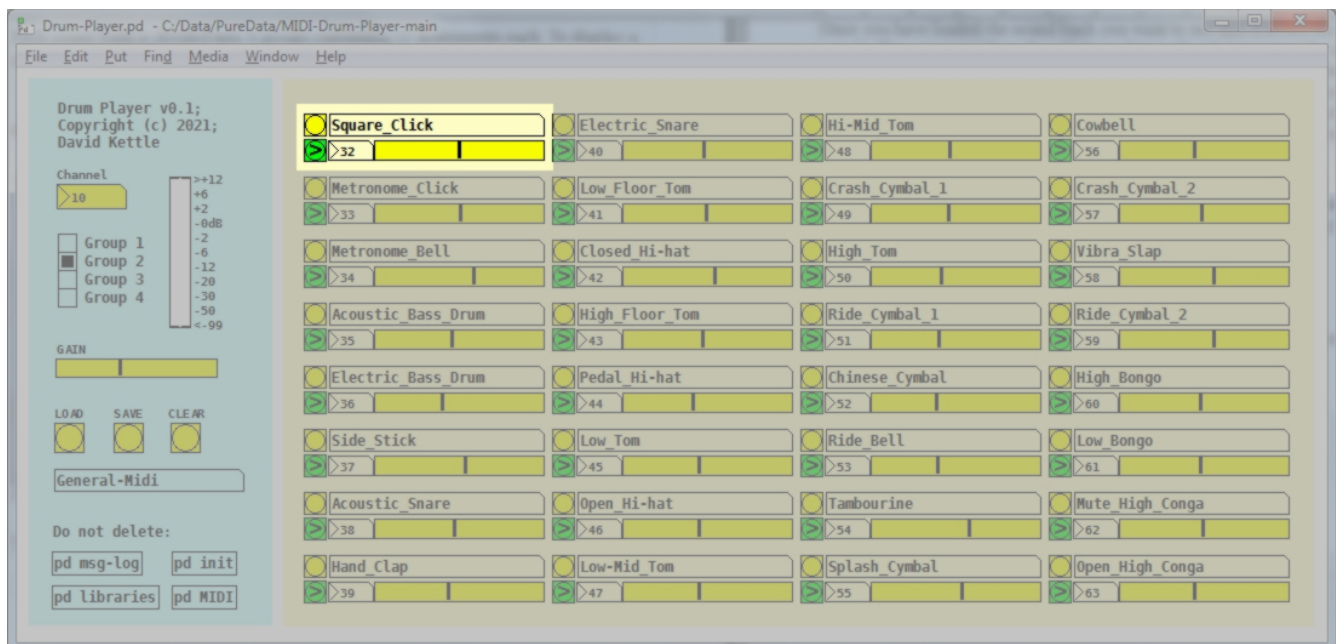 Drum-Player.pd - C:/Data/PureData/MIDI-Drum-Player-main
File Edit Put Find Media Window Help
Drum Player v0.1;
Copyright (c) 2021;
David Kettle
Channel
10
>+12
+6
+2
-0dB
-2
-6
-12
-20
-30
-50
<-99
Group 1
Group 2
Group 3
Group 4
GAIN
LOAD SAVE CLEAR
General-Midi
Do not delete:
pd msg-log pd init
pd libraries pd MIDI
Square_Click
32
Metronome_Click
33
Metronome_Bell
34
Acoustic_Bass_Drum
35
Electric_Bass_Drum
36
Side_Stick
37
Acoustic_Snare
38
Hand_Clap
39
Electric_Snare
40
Low_Floor_Tom
41
Closed_Hi-hat
42
High_Floor_Tom
43
Pedal_Hi-hat
44
Low_Tom
45
Open_Hi-hat
46
Low-Mid_Tom
47
Hi-Mid_Tom
48
Crash_Cymbal_1
49
High_Tom
50
Ride_Cymbal_1
51
Chinese_Cymbal
52
Ride_Bell
53
Tambourine
54
Splash_Cymbal
55
Cowbell
56
Crash_Cymbal_2
57
Vibra_Slap
58
Ride_Cymbal_2
59
High_Bongo
60
Low_Bongo
61
Mute_High_Conga
62
Open_High_Conga
63